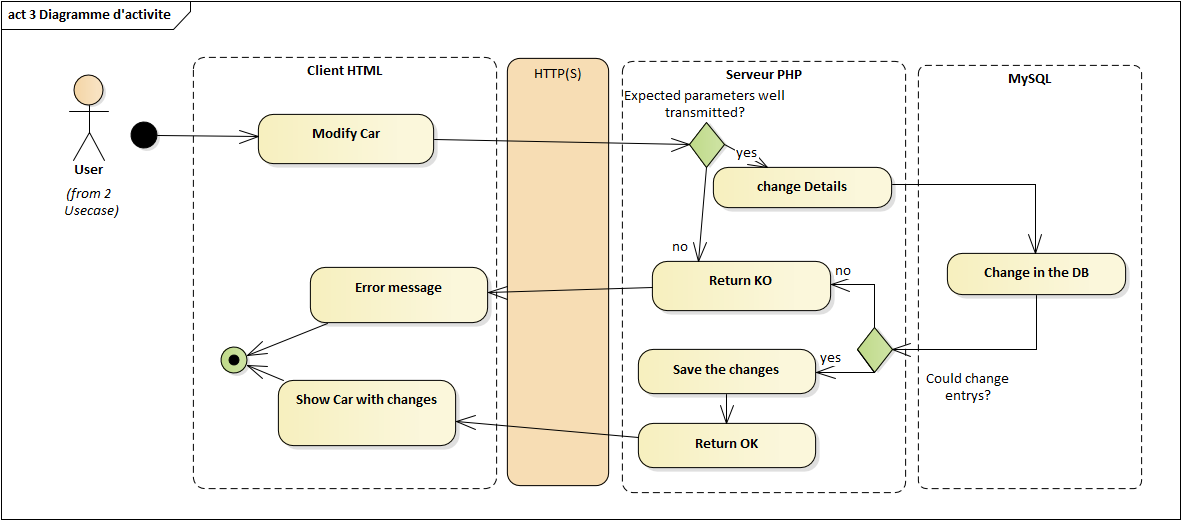 act 3 Diagramme d'activite
Client HTML
HTTP(S)
Serveur PHP
MySQL
Expected parameters well
transmitted?
Modify Car
yes
User
(from 2
Usecase)
change Details
no
Return KO
no
Change in the DB
Error message
yes
Save the changes
Could change
entrys?
Show Car with changes
Return OK